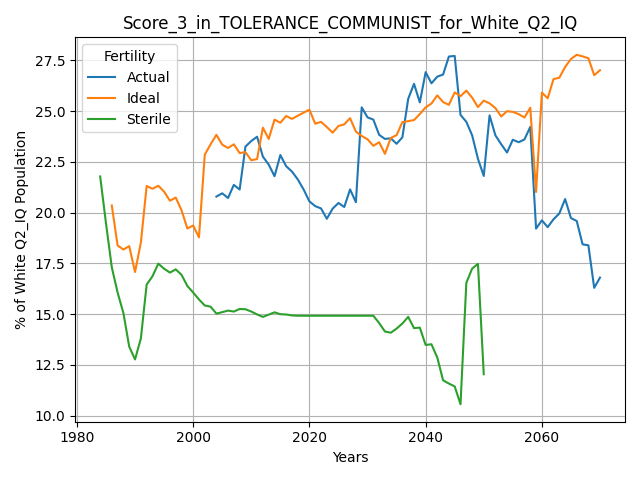 Score_3_in_TOLERANCE_COMMUNIST_for_White_Q2_IQ
Fertility
Actual
Ideal
Sterile
% of White Q2_IQ Population
27.5
25.0
22.5
20.0
17.5
15.0
12.5
10.0
1980 2000 2020 2040 2060
Years